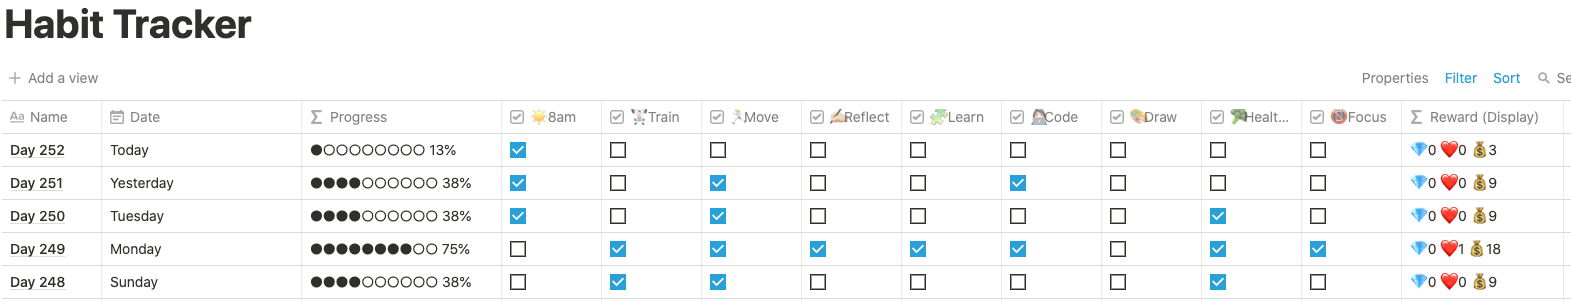 Habit Tracker
+ Add a view Properties Filter Sort Se
Aa Name Date Σ Progress ☀️8am 🏋️Train 🏃Move ✍️Reflect 🧩Learn 👨‍💻Code 🎨Draw 🥦Healt... 📵Focus Σ Reward (Display)
Day 252 Today ●○○○○○○○○ 13% 💎0 ❤️0 💰3
Day 251 Yesterday ●●●●○○○○○○ 38% 💎0 ❤️0 💰9
Day 250 Tuesday ●●●●○○○○○○ 38% 💎0 ❤️0 💰9
Day 249 Monday ●●●●●●●●○○ 75% 💎0 ❤️1 💰18
Day 248 Sunday ●●●●○○○○○○ 38% 💎0 ❤️0 💰9